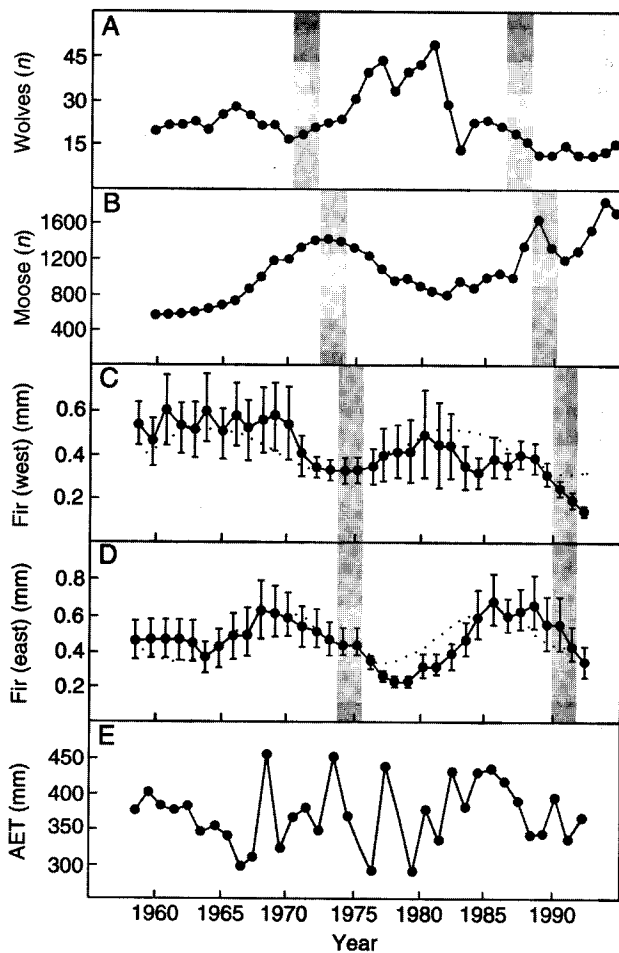 A
Wolves (n)
45
30
15
B
Moose (n)
1600
1200
800
400
C
Fir (west) (mm)
0.6
0.4
0.2
D
Fir (east) (mm)
0.8
0.6
0.4
0.2
E
AET (mm)
450
400
350
300
1960 1965 1970 1975 1980 1985 1990
Year